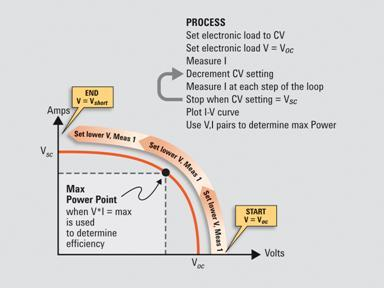 PROCESS
Set electronic load to CV
Set electronic load V = Voc
Measure I
Decrement CV setting
Measure I at each step of the loop
Stop when CV setting = Vsc
Plot I-V curve
Use V,I pairs to determine max Power
END
V = Vshort
Amps
Set lower V, Meas 1
Set lower V, Meas 1
Set lower V, Meas 1
Vsc
Max
Power Point
when V*I = max
is used
to determine
efficiency
START
V = Voc
Volts
Voc